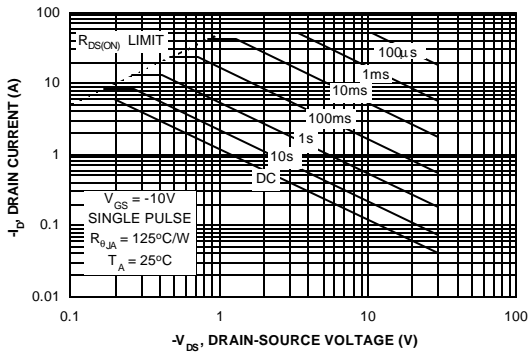 100
R_DS(ON) LIMIT
100μs
1ms
10
10ms
100ms
1
1s
10s
DC
V_GS = -10V
SINGLE PULSE
R_θJA = 125°C/W
T_A = 25°C
0.1
0.01
0.1
1
10
100
-I_D, DRAIN CURRENT (A)
-V_DS, DRAIN-SOURCE VOLTAGE (V)